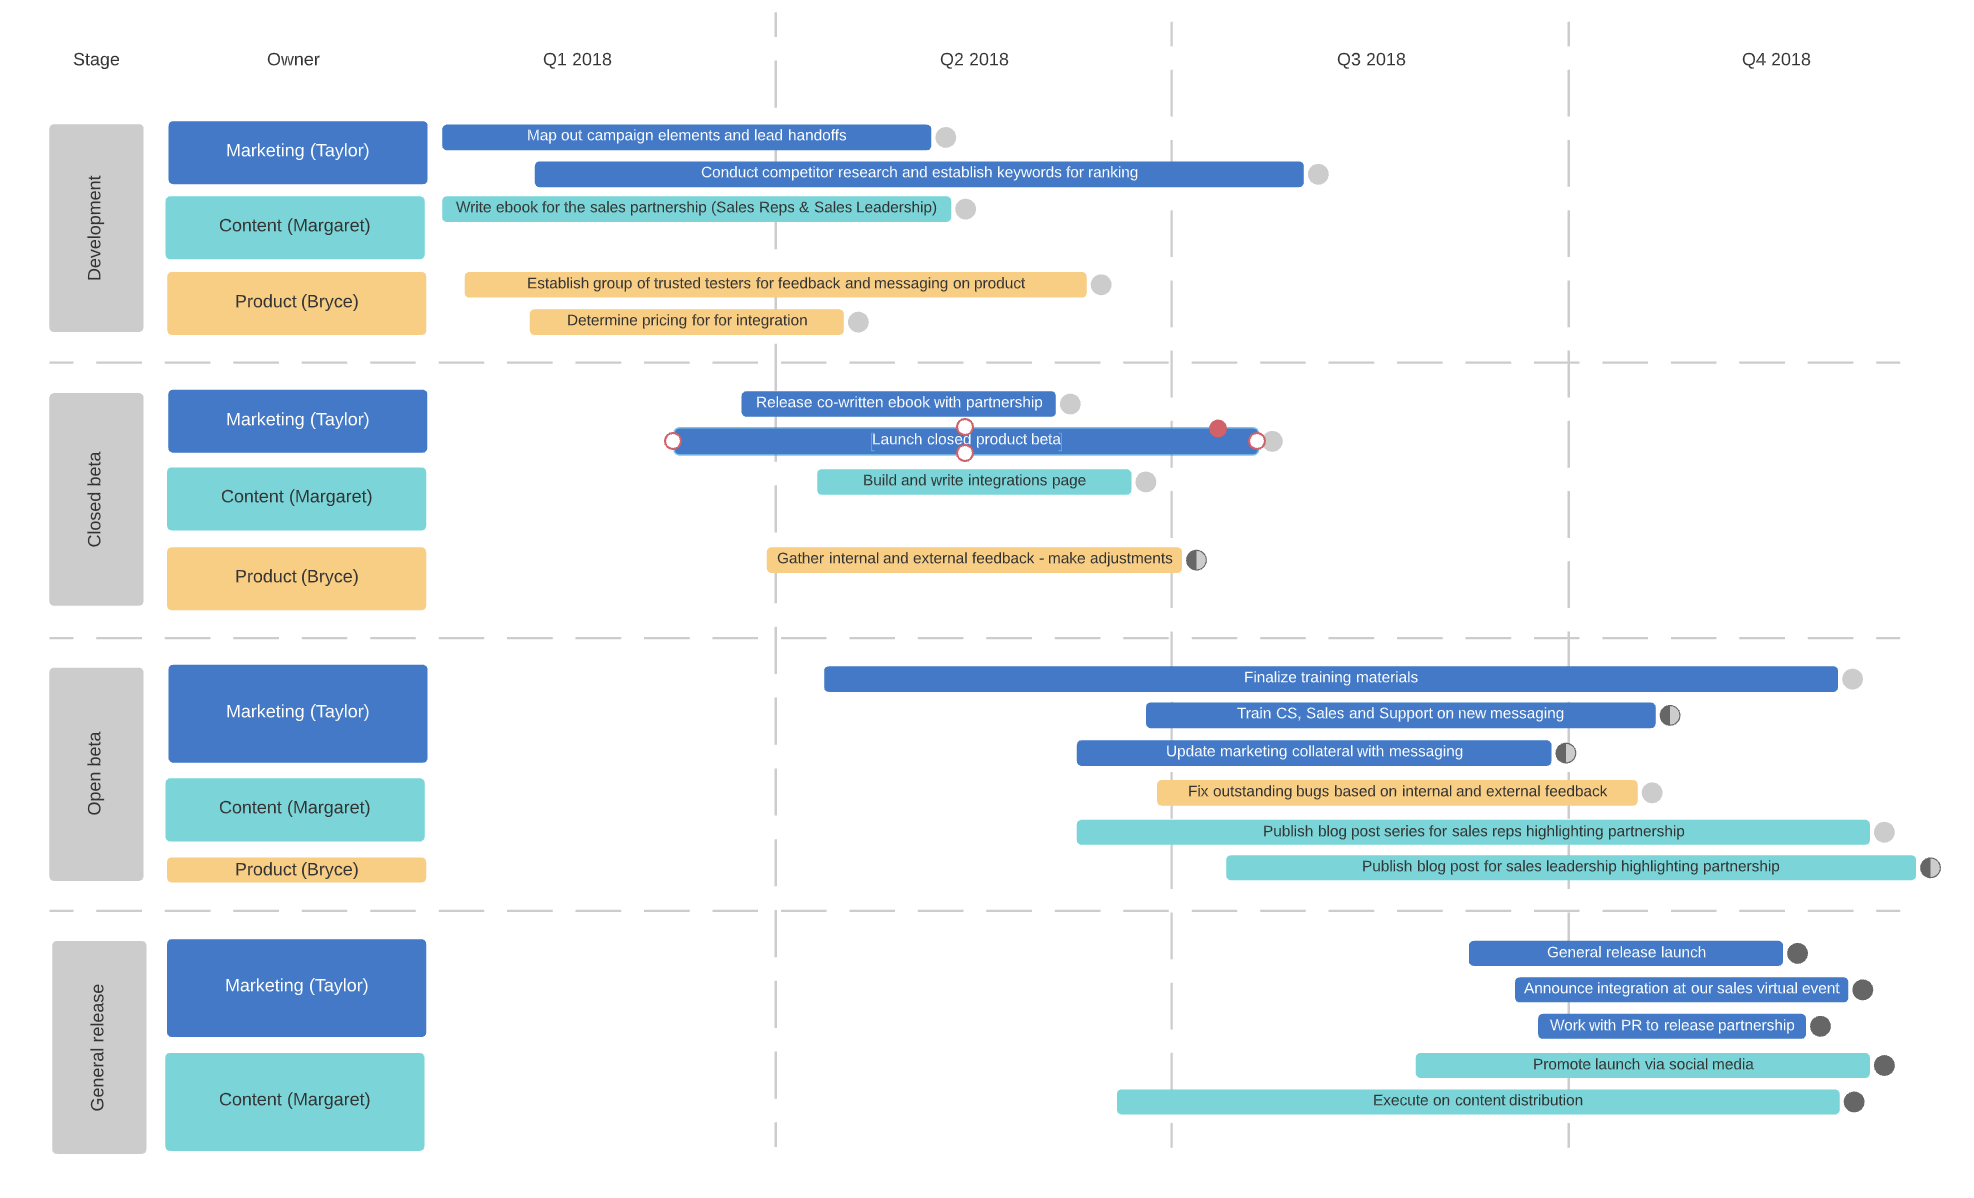 Stage
Owner
Q1 2018
Q2 2018
Q3 2018
Q4 2018
Development
Marketing (Taylor)
Map out campaign elements and lead handoffs
Conduct competitor research and establish keywords for ranking
Content (Margaret)
Write ebook for the sales partnership (Sales Reps & Sales Leadership)
Product (Bryce)
Establish group of trusted testers for feedback and messaging on product
Determine pricing for for integration
Closed beta
Marketing (Taylor)
Release co-written ebook with partnership
Launch closed product beta
Content (Margaret)
Build and write integrations page
Product (Bryce)
Gather internal and external feedback - make adjustments
Open beta
Marketing (Taylor)
Finalize training materials
Train CS, Sales and Support on new messaging
Update marketing collateral with messaging
Content (Margaret)
Fix outstanding bugs based on internal and external feedback
Publish blog post series for sales reps highlighting partnership
Product (Bryce)
Publish blog post for sales leadership highlighting partnership
General release
Marketing (Taylor)
General release launch
Announce integration at our sales virtual event
Work with PR to release partnership
Content (Margaret)
Promote launch via social media
Execute on content distribution